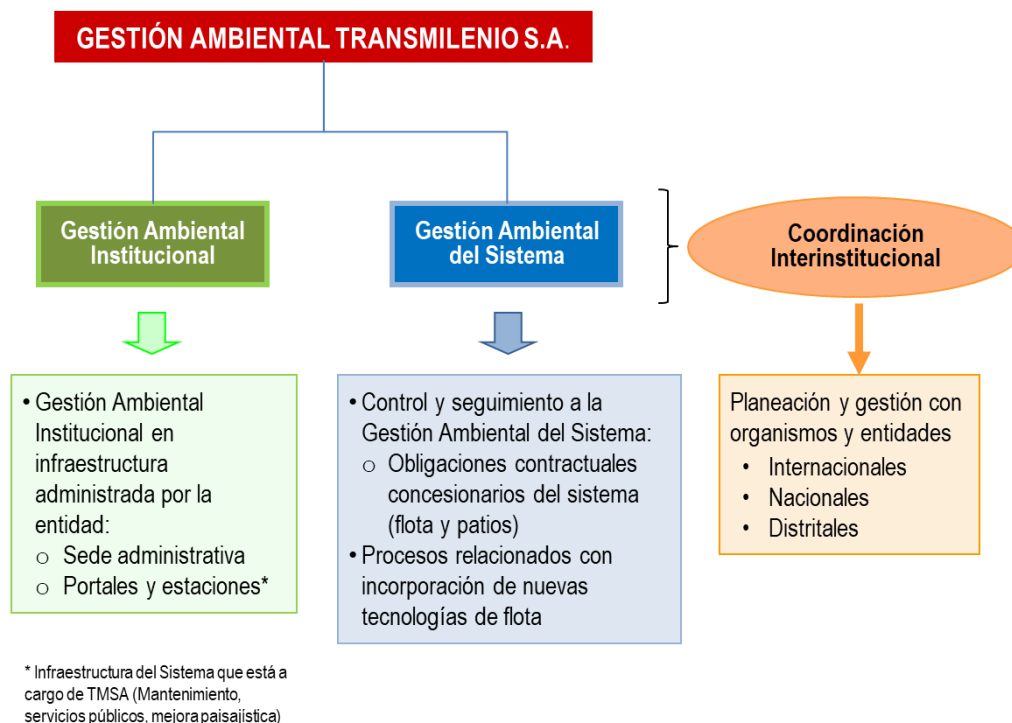 GESTIÓN AMBIENTAL TRANSMILENIO S.A.
Gestión Ambiental
Institucional
Gestión Ambiental
del Sistema
Coordinación
Interinstitucional
• Gestión Ambiental
Institucional en
infraestructura
administrada por la
entidad:
o Sede administrativa
o Portales y estaciones*
• Control y seguimiento a la
Gestión Ambiental del Sistema:
o Obligaciones contractuales
concesionarios del sistema
(flota y patios)
• Procesos relacionados con
incorporación de nuevas
tecnologías de flota
Planeación y gestión con
organismos y entidades
• Internacionales
• Nacionales
• Distritales
* Infraestructura del Sistema que está a
cargo de TMSA (Mantenimiento,
servicios públicos, mejora paisajística)